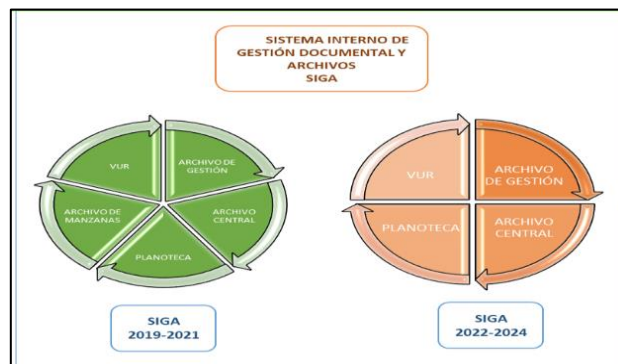 SISTEMA INTERNO DE
GESTIÓN DOCUMENTAL Y
ARCHIVOS
SIGA
VUR
ARCHIVO DE
GESTIÓN
ARCHIVO
CENTRAL
PLANOTECA
ARCHIVO DE
MANZANAS
SIGA
2019-2021
VUR
ARCHIVO
DE GESTIÓN
ARCHIVO
CENTRAL
PLANOTECA
SIGA
2022-2024